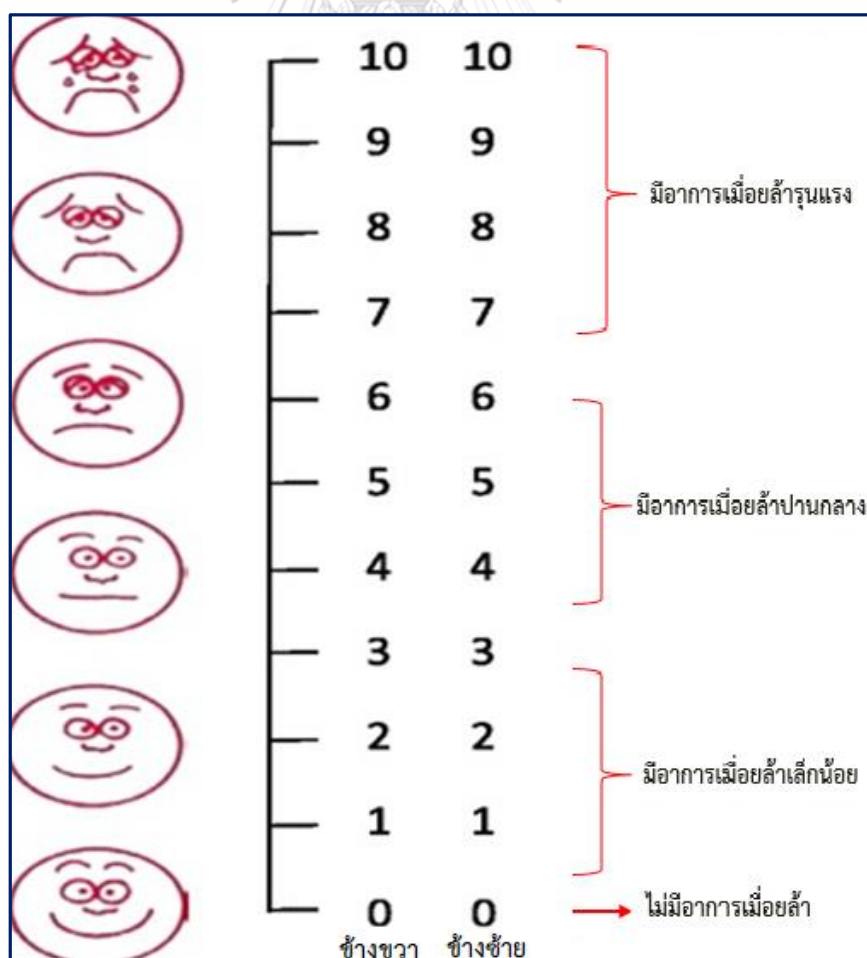 10 10
9 9
มีอาการเมื่อยล้ารุนแรง
8 8
7 7
6 6
5 5
มีอาการเมื่อยล้าปานกลาง
4 4
3 3
2 2
มีอาการเมื่อยล้าเล็กน้อย
1 1
0 0 ไม่มีอาการเมื่อยล้า
ข้างขวา ข้างซ้าย